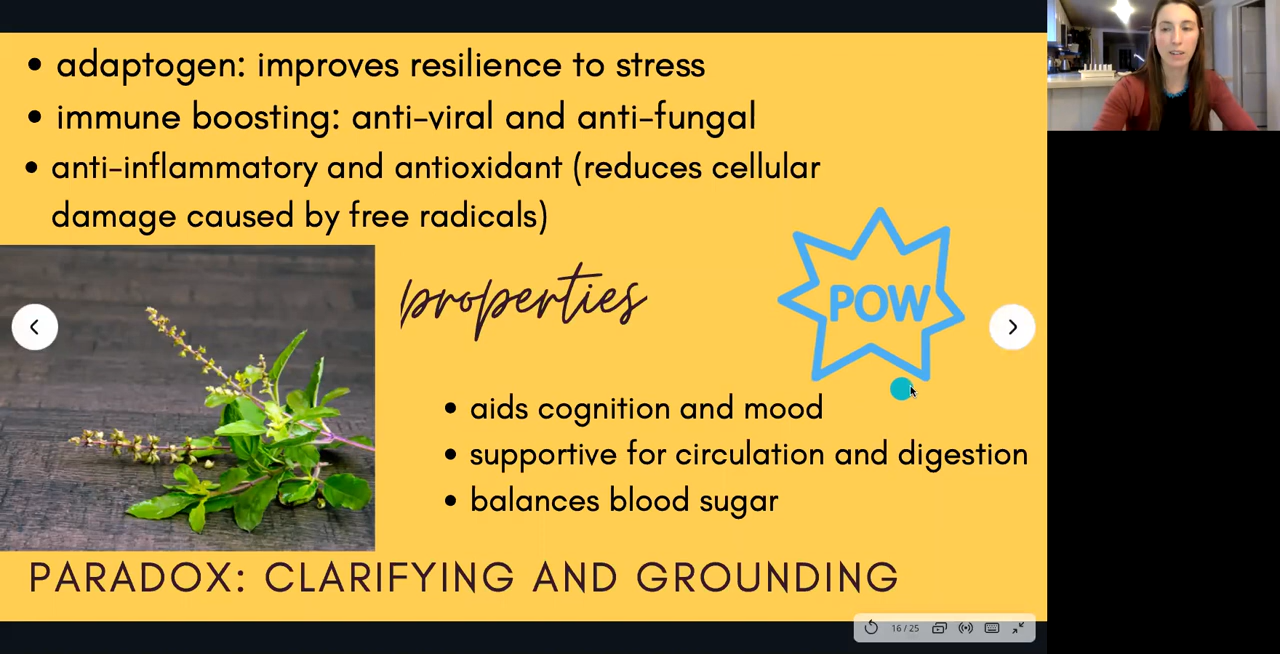 • adaptogen: improves resilience to stress
• immune boosting: anti-viral and anti-fungal
• anti-inflammatory and antioxidant (reduces cellular
damage caused by free radicals)
properties
POW
• aids cognition and mood
• supportive for circulation and digestion
• balances blood sugar
PARADOX: CLARIFYING AND GROUNDING
16 / 25